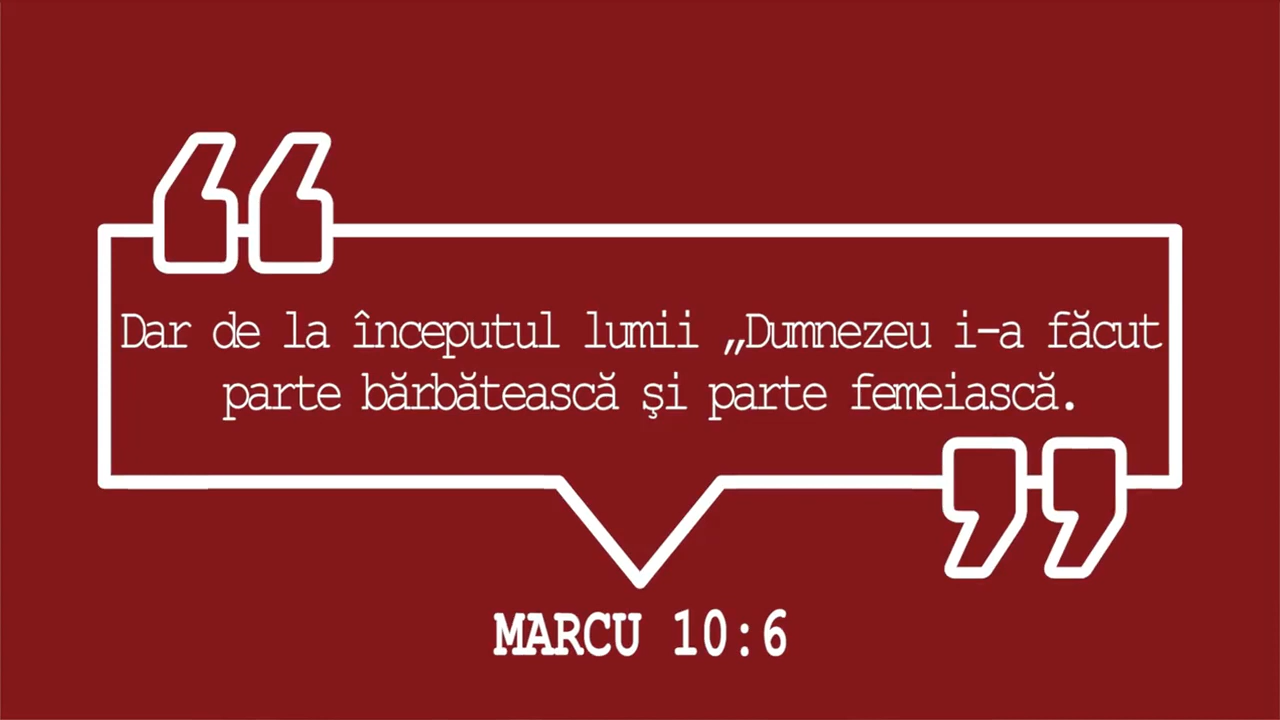 Dar de la începutul lumii „Dumnezeu i-a făcut
parte bărbătească şi parte femeiască.
MARCU 10:6